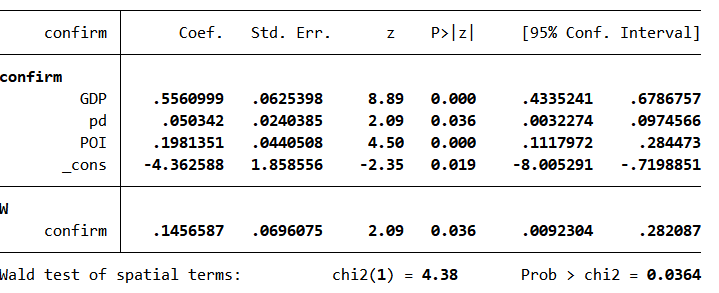 confirm Coef. Std. Err. z P>|z| [95% Conf. Interval]
confirm
GDP .5560999 .0625398 8.89 0.000 .4335241 .6786757
pd .050342 .0240385 2.09 0.036 .0032274 .0974566
POI .1981351 .0440508 4.50 0.000 .1117972 .284473
_cons -4.362588 1.858556 -2.35 0.019 -8.005291 -.7198851
W
confirm .1456587 .0696075 2.09 0.036 .0092304 .282087
Wald test of spatial terms: chi2(1) = 4.38 Prob > chi2 = 0.0364